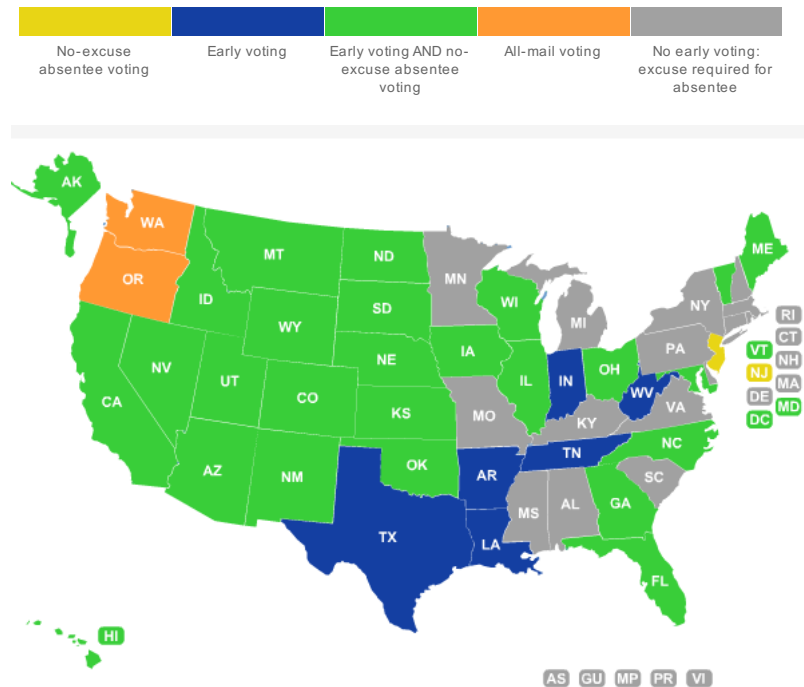 No-excuse
absentee voting
Early voting
Early voting AND no-
excuse absentee
voting
All-mail voting
No early voting:
excuse required for
absentee
AK
WA
MT
ND
MN
ME
OR
ID
SD
WI
NY
RI
WY
MI
CT
IA
PA
VT
NH
NV
NE
NJ
UT
IL
IN
OH
MA
CA
CO
WV
DE
KS
MO
VA
MD
KY
DC
AZ
OK
TN
NC
NM
AR
SC
MS
AL
GA
TX
LA
FL
HI
AS
GU
MP
PR
VI